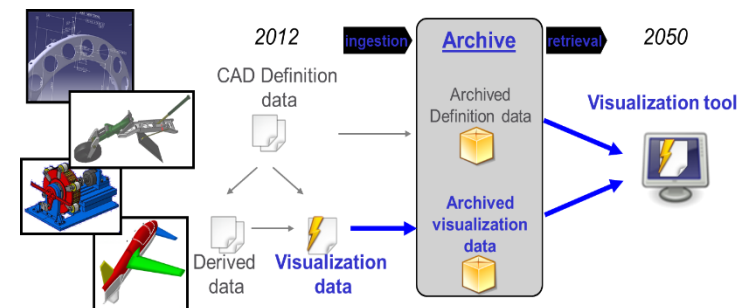 2012
ingestion
Archive
retrieval
2050
CAD Definition
data
Archived
Definition data
Visualization tool
Archived
visualization
data
Derived
data
Visualization
data